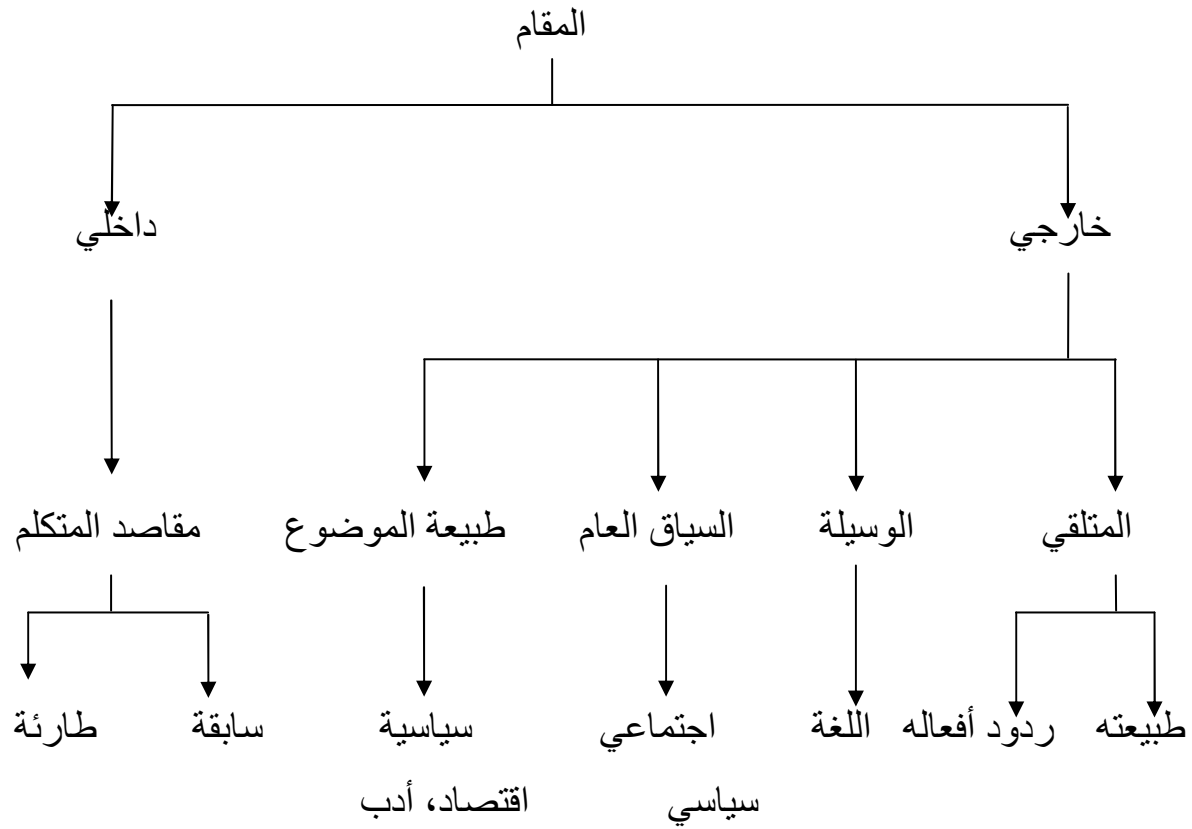 المقام
خارجي
داخلي
المتلقي
الوسيلة
السياق العام
طبيعة الموضوع
مقاصد المتكلم
طبيعته
ردود أفعاله
اللغة
اجتماعي
سياسية
سابقة
طارئة
سياسي
اقتصاد، أدب